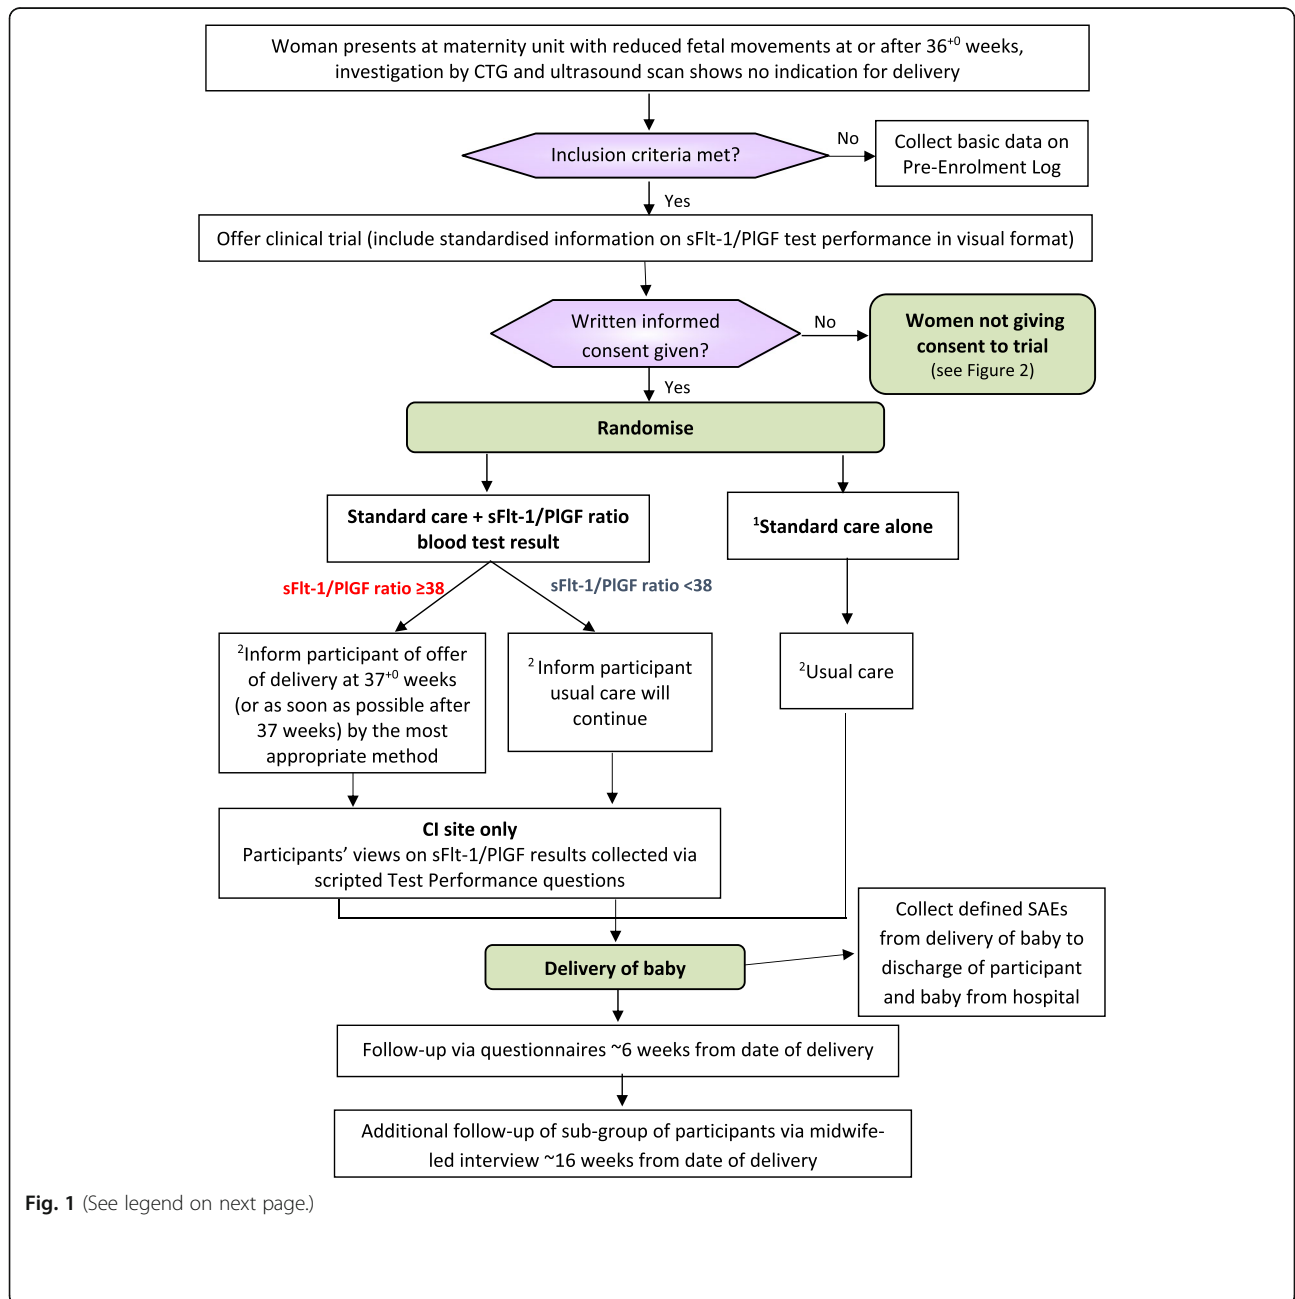 Woman presents at maternity unit with reduced fetal movements at or after 36+0 weeks,
investigation by CTG and ultrasound scan shows no indication for delivery
Inclusion criteria met?
No
Collect basic data on
Pre-Enrolment Log
Yes
Offer clinical trial (include standardised information on sFlt-1/PlGF test performance in visual format)
Written informed
consent given?
No
Women not giving
consent to trial
(see Figure 2)
Yes
Randomise
Standard care + sFlt-1/PlGF ratio
blood test result
1Standard care alone
sFlt-1/PlGF ratio ≥38
sFlt-1/PlGF ratio <38
2Inform participant of offer
of delivery at 37+0 weeks
(or as soon as possible after
37 weeks) by the most
appropriate method
2 Inform participant
usual care will
continue
2Usual care
CI site only
Participants’ views on sFlt-1/PlGF results collected via
scripted Test Performance questions
Collect defined SAEs
from delivery of baby to
discharge of participant
and baby from hospital
Delivery of baby
Follow-up via questionnaires ~6 weeks from date of delivery
Additional follow-up of sub-group of participants via midwife-
led interview ~16 weeks from date of delivery
Fig. 1 (See legend on next page.)